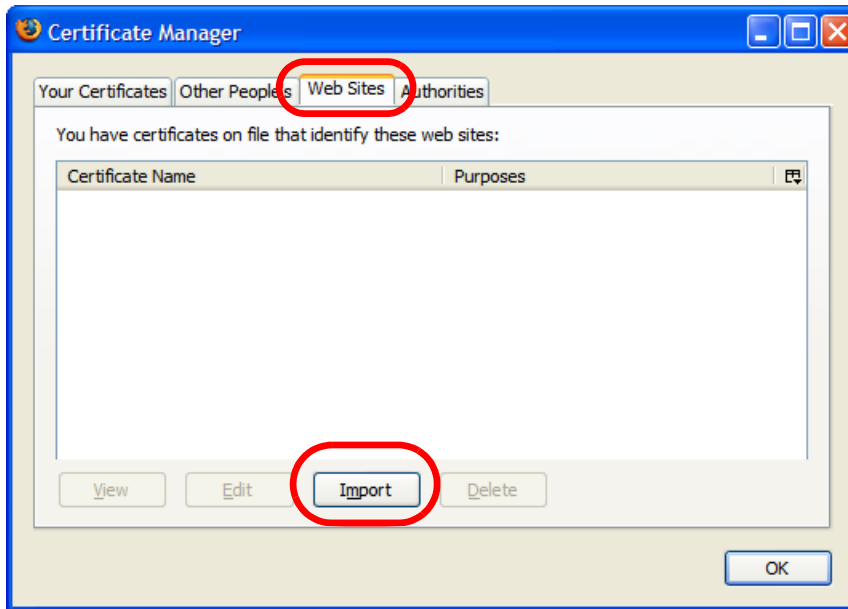 Certificate Manager
Your Certificates Other People's Web Sites Authorities
You have certificates on file that identify these web sites:
Certificate Name Purposes
View Edit Import Delete
OK